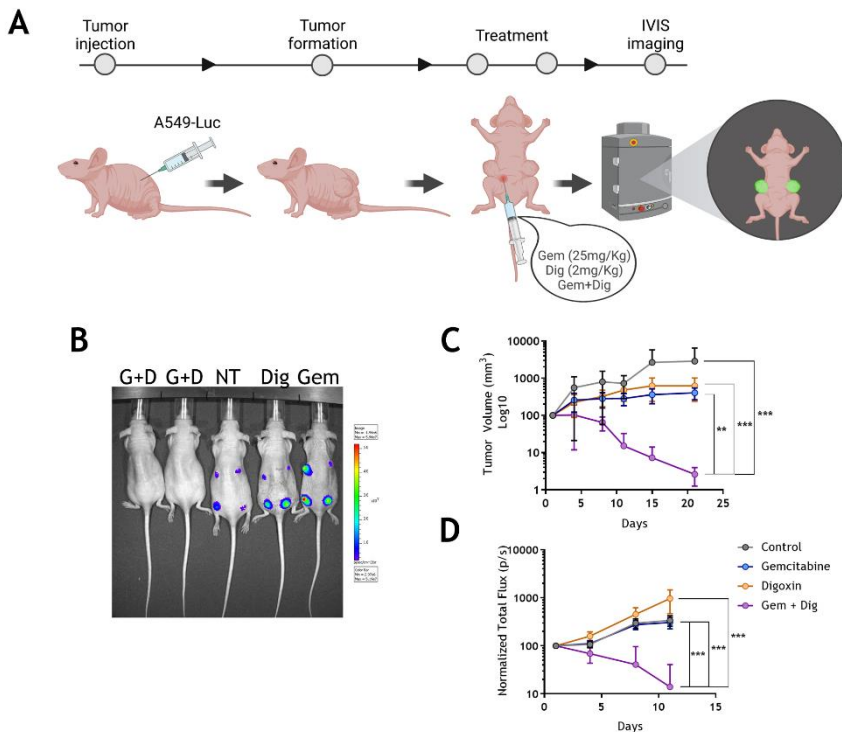 A
Tumor
injection
Tumor
formation
Treatment
IVIS
imaging
A549-Luc
Gem (25mg/Kg)
Dig (2mg/Kg)
Gem+Dig
B
G+D G+D NT Dig Gem
C
Tumor Volume (mm³)
Log10
10000
1000
100
10
1
0 5 10 15 20 25
Days
**
***
***
D
Normalized Total Flux (p/s)
10000
1000
100
10
0 5 10 15
Days
***
***
***
Control
Gemcitabine
Digoxin
Gem + Dig